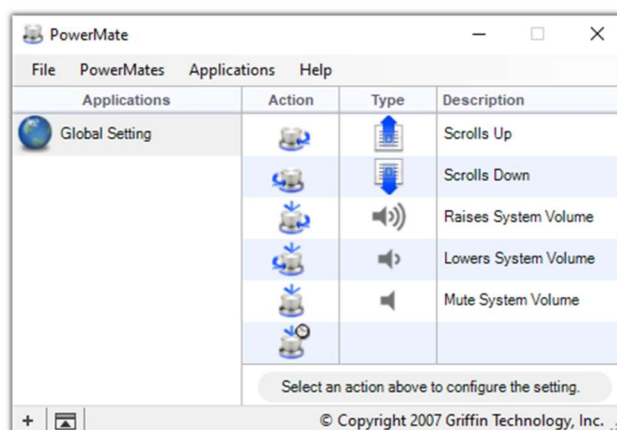 PowerMate
File PowerMates Applications Help
Applications Action Type Description
Global Setting
Scrolls Up
Scrolls Down
Raises System Volume
Lowers System Volume
Mute System Volume
Select an action above to configure the setting.
© Copyright 2007 Griffin Technology, Inc.